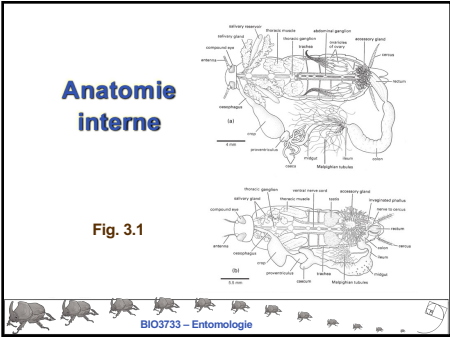 Anatomie
interne
Fig. 3.1
salivary reservoir
salivary gland
thoracic muscle
thoracic ganglion
trachea
abdominal ganglion
ovarioles
of ovary
accessory gland
compound eye
antenna
cercus
rectum
oesophagus
(a)
crop
4 mm
proventriculus
caeca
midgut
Malpighian tubules
ileum
colon
thoracic ganglion
ventral nerve cord
accessory gland
salivary gland
thoracic muscle
testis
invaginated phallus
compound eye
nerve to cercus
rectum
antenna
oesophagus
crop
cercus
colon
ileum
(b)
proventriculus
caecum
trachea
Malpighian tubules
midgut
5.5 mm
BIO3733 – Entomologie